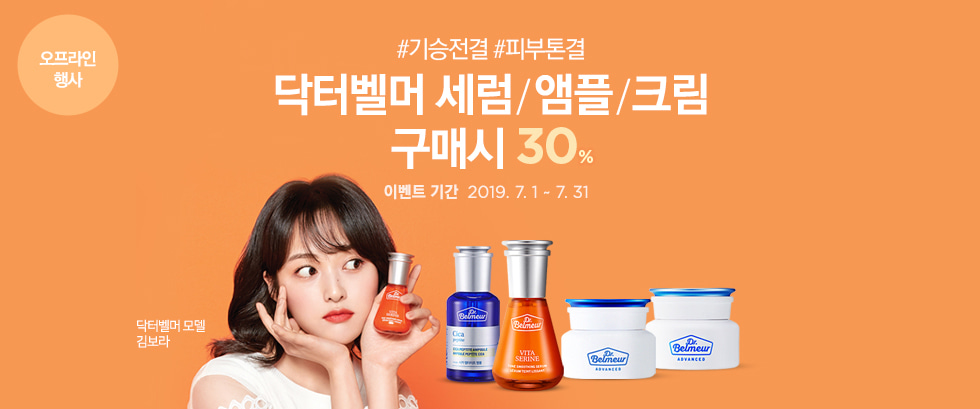 오프라인
행사
#기승전결 #피부톤결
닥터벨머 세럼/앰플/크림
구매시 30%
이벤트 기간 2019. 7. 1 - 7. 31
닥터벨머 모델
김보라
Dr.
Belmeur
Cica
Dr.
Belmeur
VITA
SERINE
Dr.
Belmeur
ADVANCED
Dr.
Belmeur
ADVANCED